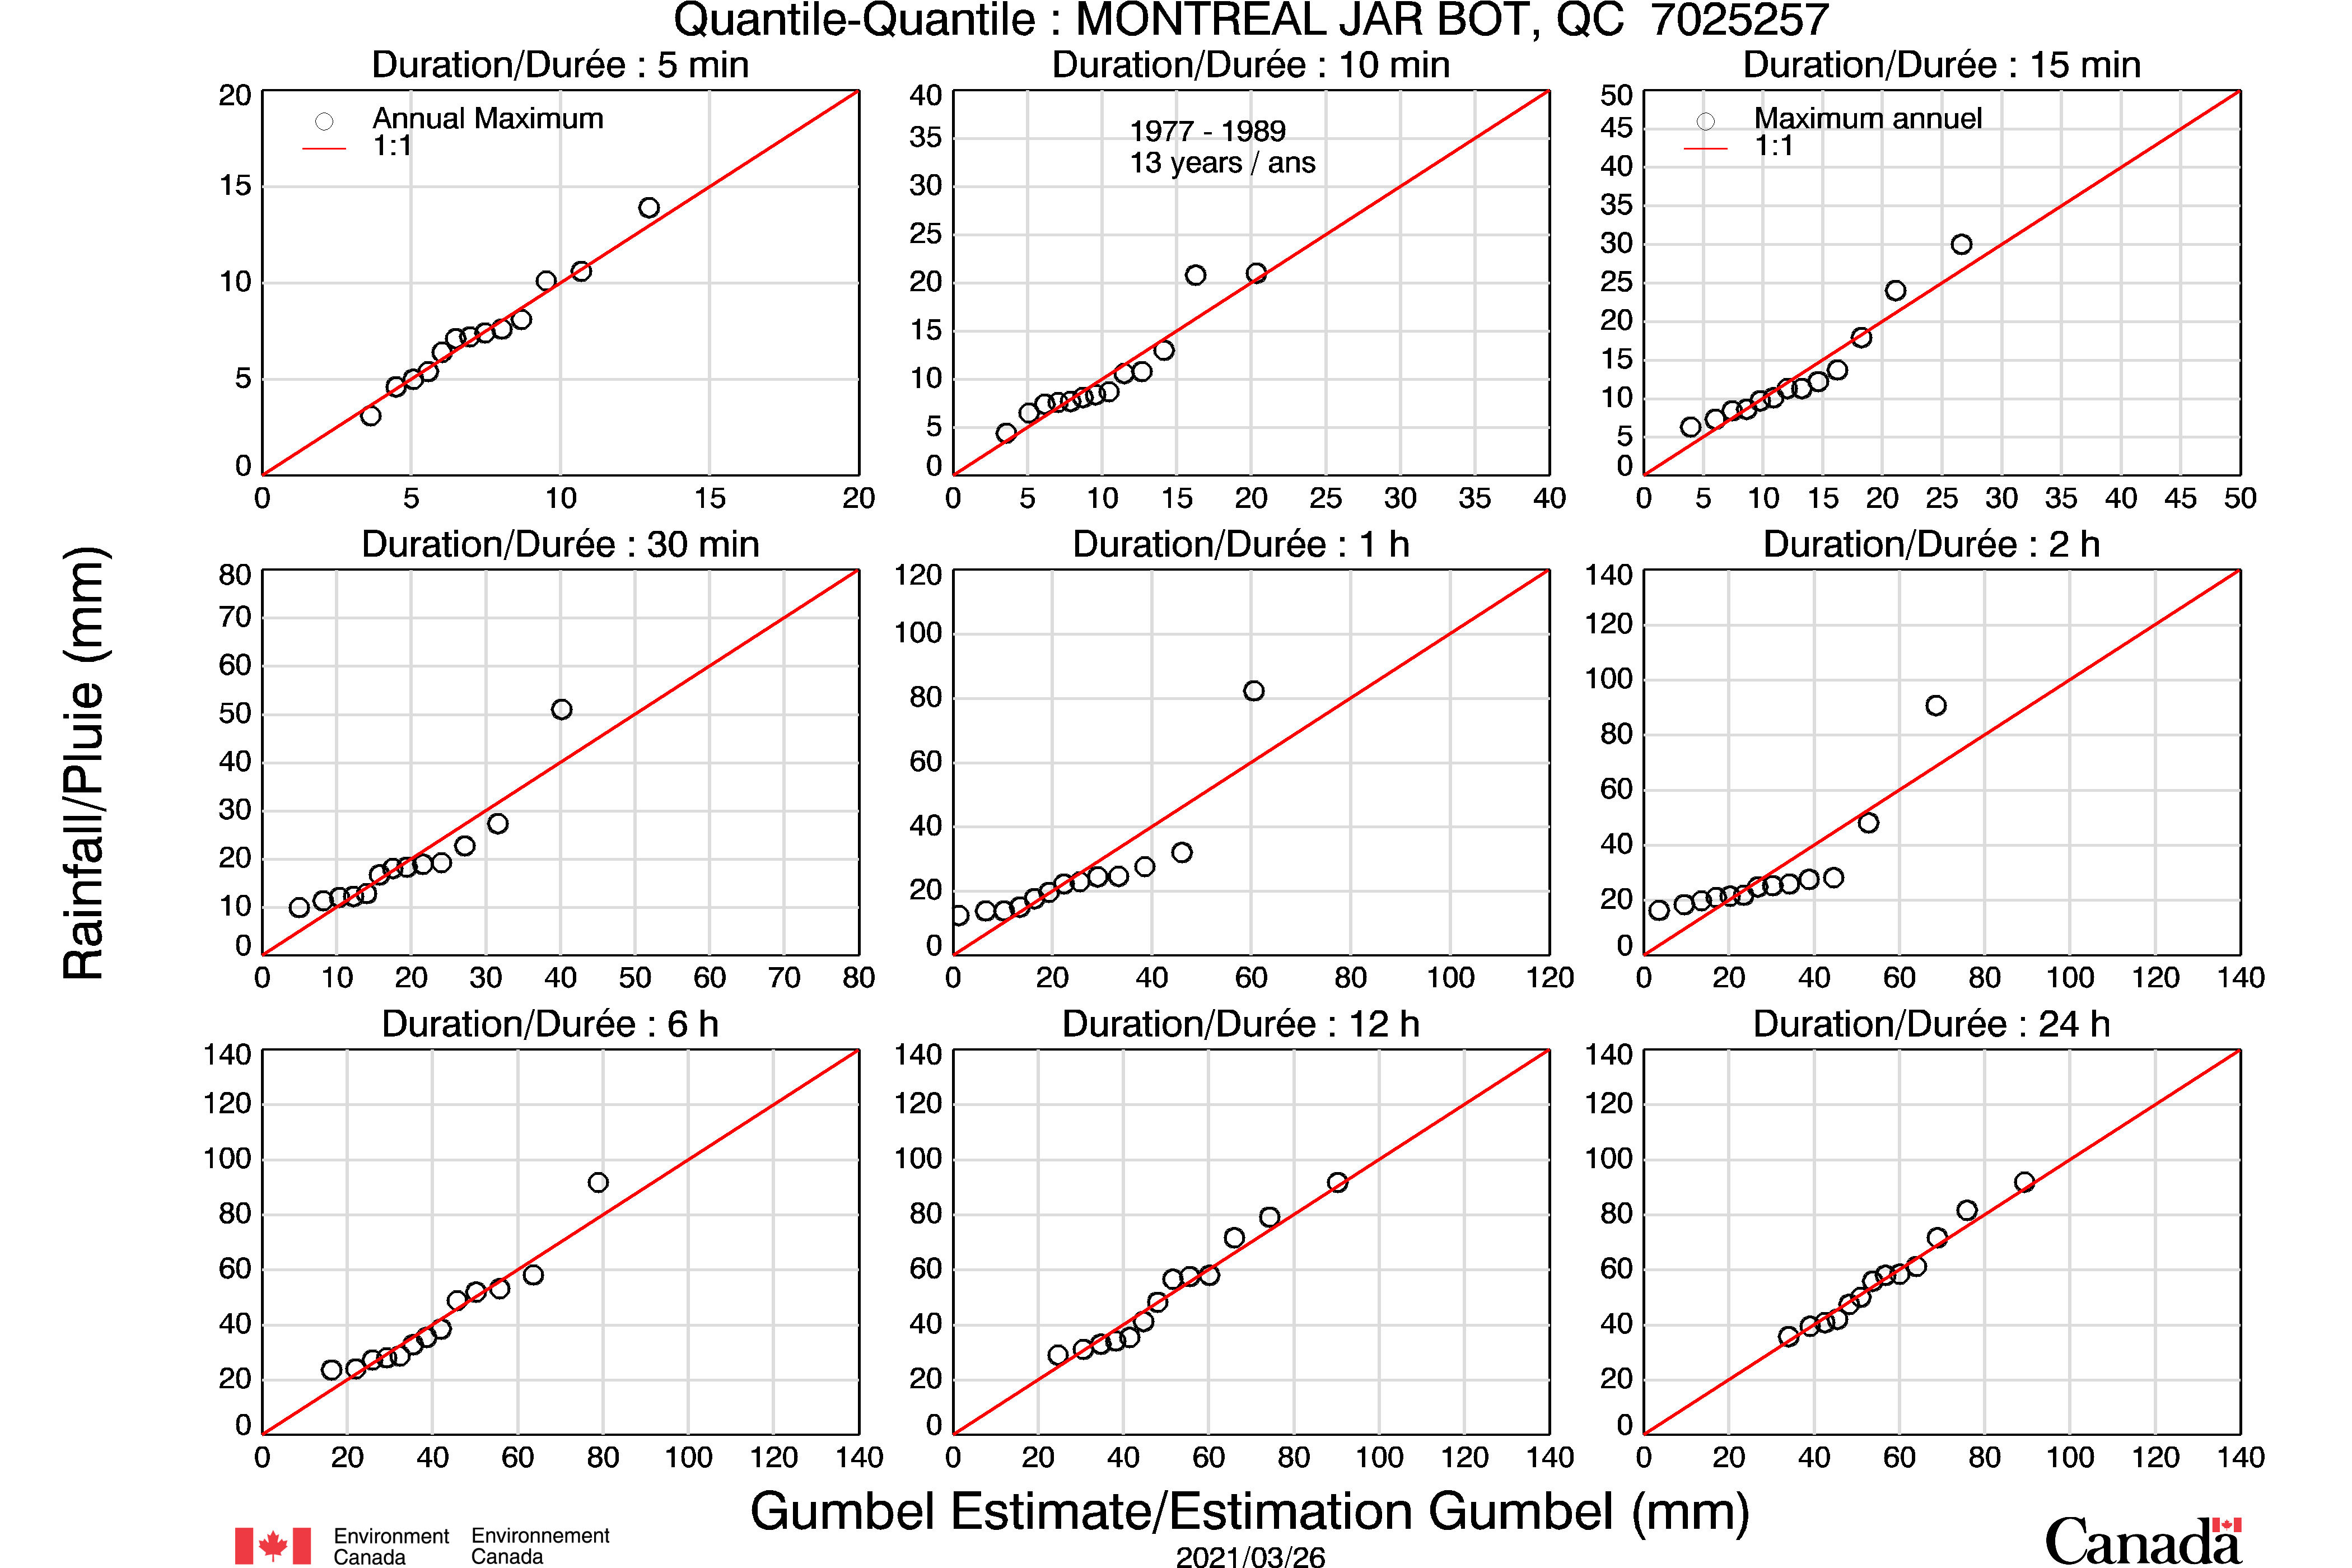 Quantile-Quantile : MONTREAL JAR BOT, QC 7025257
Duration/Durée : 5 min
20
15
10
5
0
0 5 10 15 20
Annual Maximum
1:1
Duration/Durée : 10 min
40
35
30
25
20
15
10
5
0
0 5 10 15 20 25 30 35 40
1977 - 1989
13 years / ans
Duration/Durée : 15 min
50
45
40
35
30
25
20
15
10
5
0
0 5 10 15 20 25 30 35 40 45 50
Maximum annuel
1:1
Rainfall/Pluie (mm)
Duration/Durée : 30 min
80
70
60
50
40
30
20
10
0
0 10 20 30 40 50 60 70 80
Duration/Durée : 1 h
120
100
80
60
40
20
0
0 20 40 60 80 100 120
Duration/Durée : 2 h
140
120
100
80
60
40
20
0
0 20 40 60 80 100 120 140
Duration/Durée : 6 h
140
120
100
80
60
40
20
0
0 20 40 60 80 100 120 140
Duration/Durée : 12 h
140
120
100
80
60
40
20
0
0 20 40 60 80 100 120 140
Duration/Durée : 24 h
140
120
100
80
60
40
20
0
0 20 40 60 80 100 120 140
Gumbel Estimate/Estimation Gumbel (mm)
Environment Canada
Environnement Canada
2021/03/26
Canada